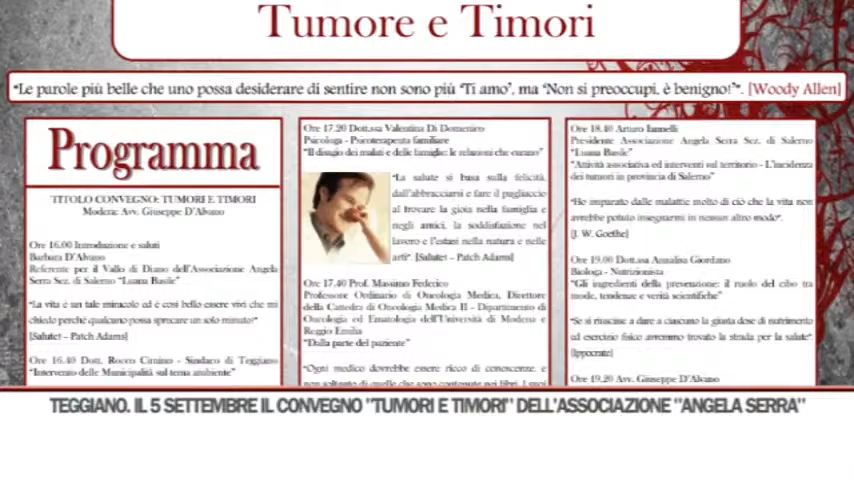 Tumore e Timori
"Le parole più belle che uno possa desiderare di sentire non sono più 'Ti amo', ma 'Non si preoccupi, è benigno!'". [Woody Allen]
Programma
TITOLO CONVEGNO: TUMORI E TIMORI
Modera: Avv. Giuseppe D'Alvano
Ore 16.00 Introduzione e saluti
Barbara D'Alvano
Referente per il Vallo di Diano dell'Associazione Angela
Serra Sez. di Salerno "Luana Basile"
"La vita è un tale miracolo ed è così bello essere vivi che mi
chiedo perché qualcuno possa sprecare un solo minuto!"
[Salute! – Patch Adams]
Ore 16.40 Dott. Rocco Cimino - Sindaco di Teggiano
"Intervento delle Municipalità sul tema ambiente"
Ore 17.20 Dott.ssa Valentina Di Domenico
Psicologa - Psicoterapeuta familiare
"Il disagio dei malati e delle famiglie: le relazioni che curano"
"La salute si basa sulla felicità,
dall'abbracciarsi e fare il pagliaccio
al trovare la gioia nella famiglia e
negli amici, la soddisfazione nel
lavoro e l'estasi nella natura e nelle
arti". [Salute! – Patch Adams]
Ore 17.40 Prof. Massimo Federico
Professore Ordinario di Oncologia Medica, Direttore
della Cattedra di Oncologia Medica II - Dipartimento di
Oncologia ed Ematologia dell'Università di Modena e
Reggio Emilia
"Dalla parte del paziente"
"Ogni medico dovrebbe essere ricco di conoscenze, e
non soltanto di quelle che sono contenute nei libri. I suoi
Ore 18.40 Arturo Iannelli
Presidente Associazione Angela Serra Sez. di Salerno
"Luana Basile"
"Attività associativa ed interventi sul territorio - L'incidenza
dei tumori in provincia di Salerno"
"Ho imparato dalle malattie molto di ciò che la vita non
avrebbe potuto insegnarmi in nessun altro modo".
[J. W. Goethe]
Ore 19.00 Dott.ssa Annalisa Giordano
Biologa - Nutrizionista
"Gli ingredienti della prevenzione: il ruolo del cibo tra
mode, tendenze e verità scientifiche"
"Se si riuscisse a dare a ciascuno la giusta dose di nutrimento
ed esercizio fisico avremmo trovato la strada per la salute"
[Ippocrate]
Ore 19.20 Avv. Giuseppe D'Alvano
TEGGIANO. IL 5 SETTEMBRE IL CONVEGNO "TUMORI E TIMORI" DELL'ASSOCIAZIONE "ANGELA SERRA"